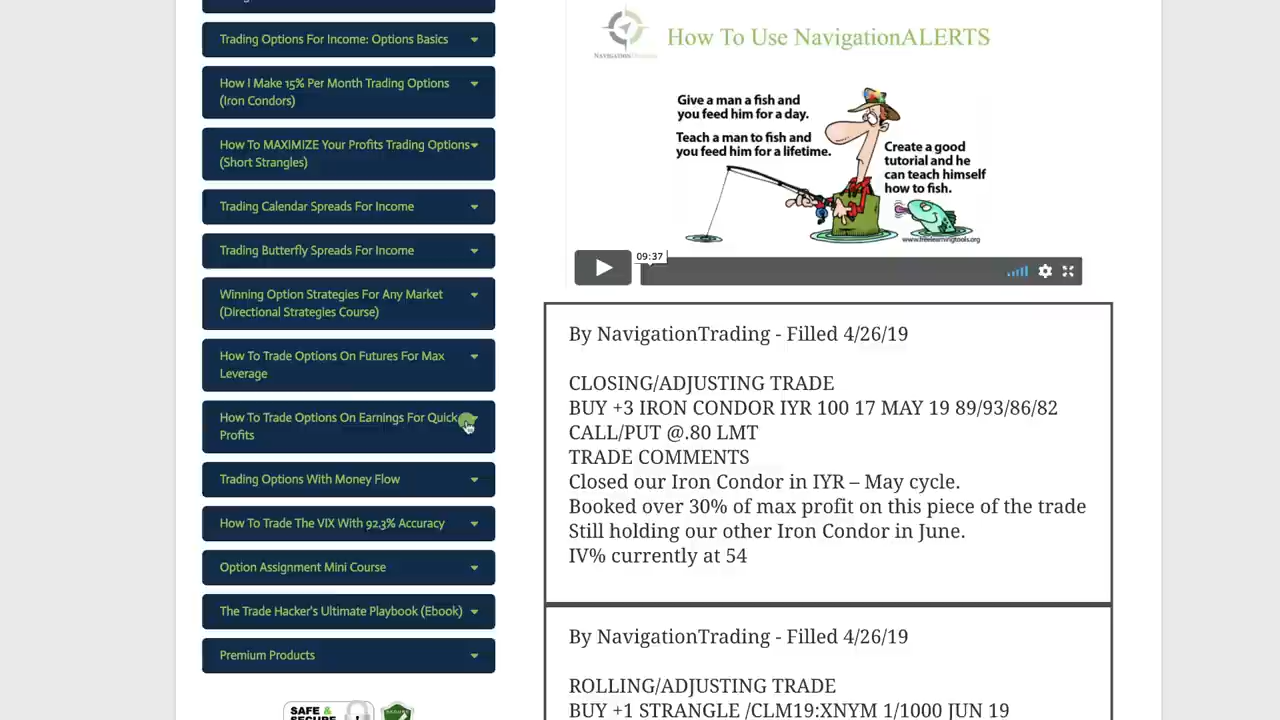 Trading Options For Income: Options Basics
How I Make 15% Per Month Trading Options
(Iron Condors)
How To MAXIMIZE Your Profits Trading Options
(Short Strangles)
Trading Calendar Spreads For Income
Trading Butterfly Spreads For Income
Winning Option Strategies For Any Market
(Directional Strategies Course)
How To Trade Options On Futures For Max
Leverage
How To Trade Options On Earnings For Quick
Profits
Trading Options With Money Flow
How To Trade The VIX With 92.3% Accuracy
Option Assignment Mini Course
The Trade Hacker's Ultimate Playbook (Ebook)
Premium Products
SAFE &
SECURE
How To Use NavigationALERTS
Give a man a fish and
you feed him for a day.
Teach a man to fish and
you feed him for a lifetime.
Create a good
tutorial and he
can teach himself
how to fish.
www.freelearningtools.org
09:37
By NavigationTrading - Filled 4/26/19
CLOSING/ADJUSTING TRADE
BUY +3 IRON CONDOR IYR 100 17 MAY 19 89/93/86/82
CALL/PUT @.80 LMT
TRADE COMMENTS
Closed our Iron Condor in IYR – May cycle.
Booked over 30% of max profit on this piece of the trade
Still holding our other Iron Condor in June.
IV% currently at 54
By NavigationTrading - Filled 4/26/19
ROLLING/ADJUSTING TRADE
BUY +1 STRANGLE /CLM19:XNYM 1/1000 JUN 19